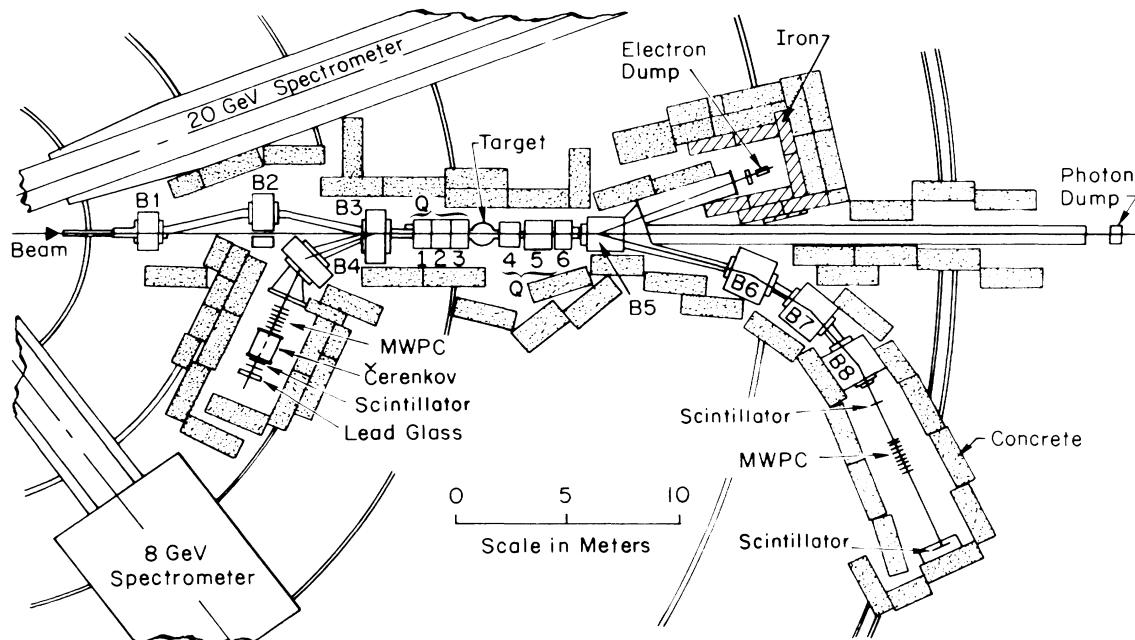 20 GeV Spectrometer
Electron
Dump
Iron
Target
Photon
Dump
B1
B2
B3
Q
Beam
B4
1 2 3
4 5 6
Q
B5
B6
B7
B8
MWPC
Čerenkov
Scintillator
Lead Glass
Scintillator
MWPC
Concrete
0 5 10
Scale in Meters
Scintillator
8 GeV
Spectrometer